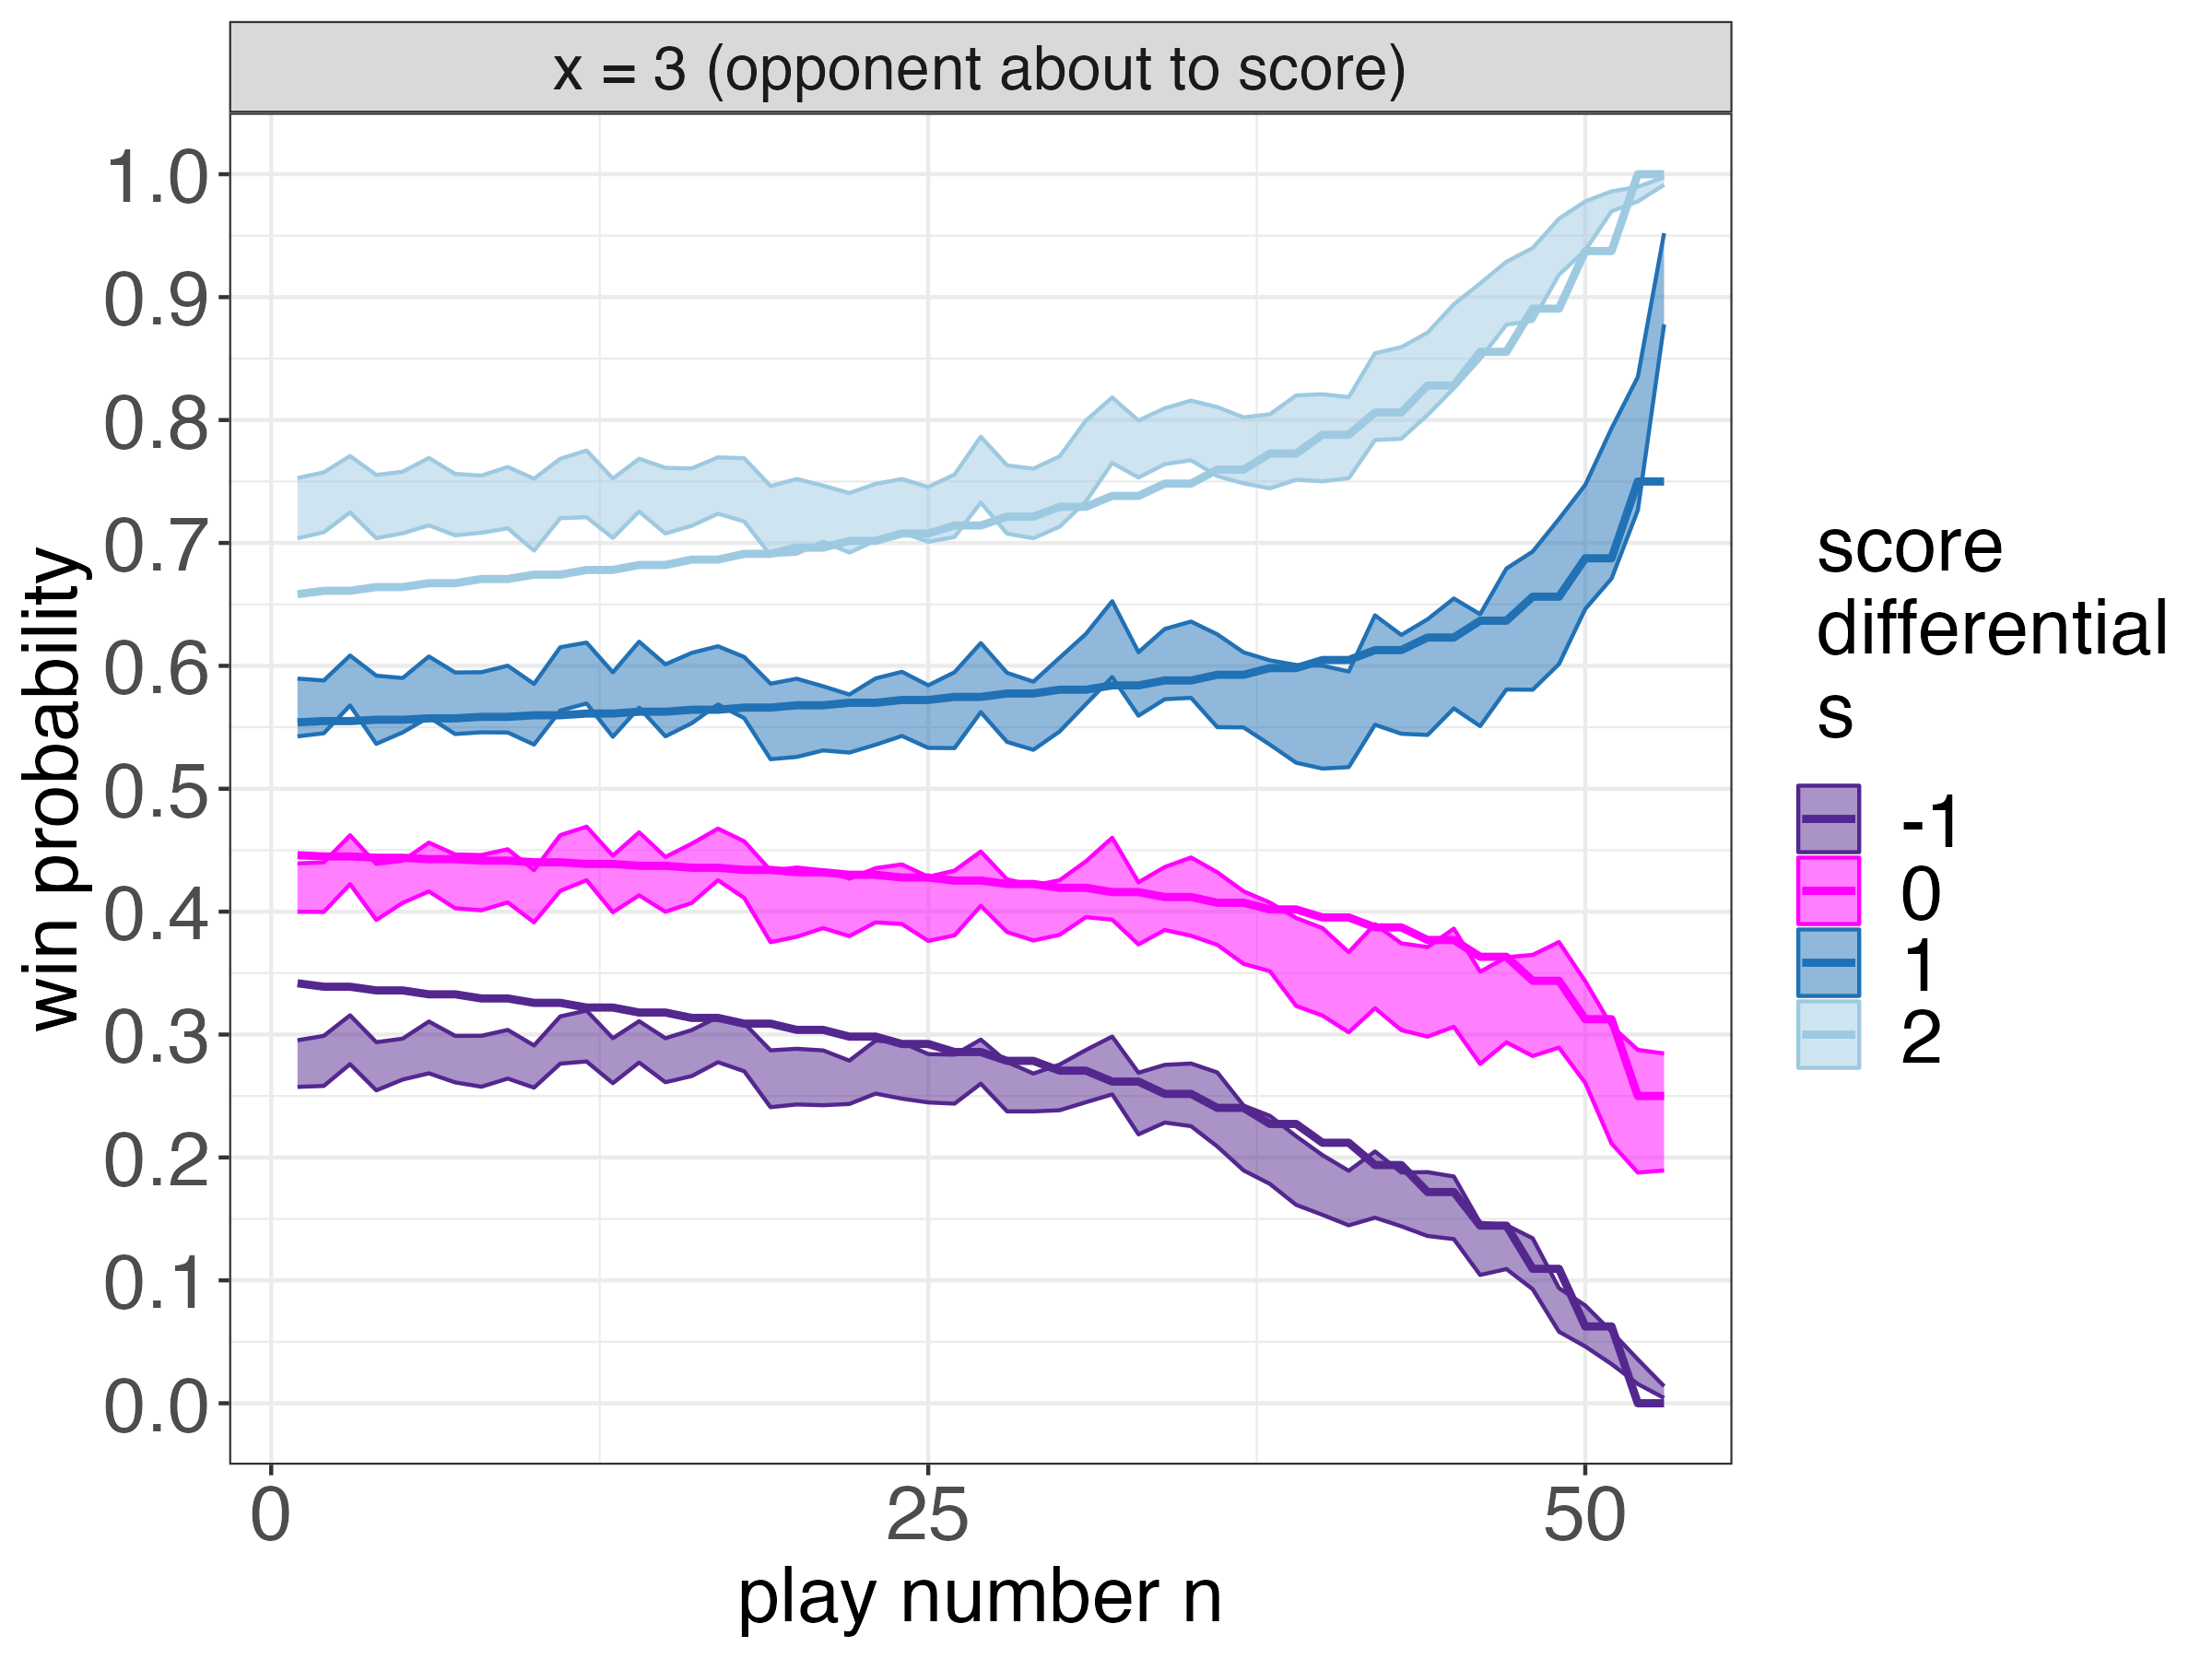 x = 3 (opponent about to score)
1.0
0.9
0.8
0.7
0.6
0.5
0.4
0.3
0.2
0.1
0.0
win probability
0 25 50
play number n
score
differential
s
-1
0
1
2